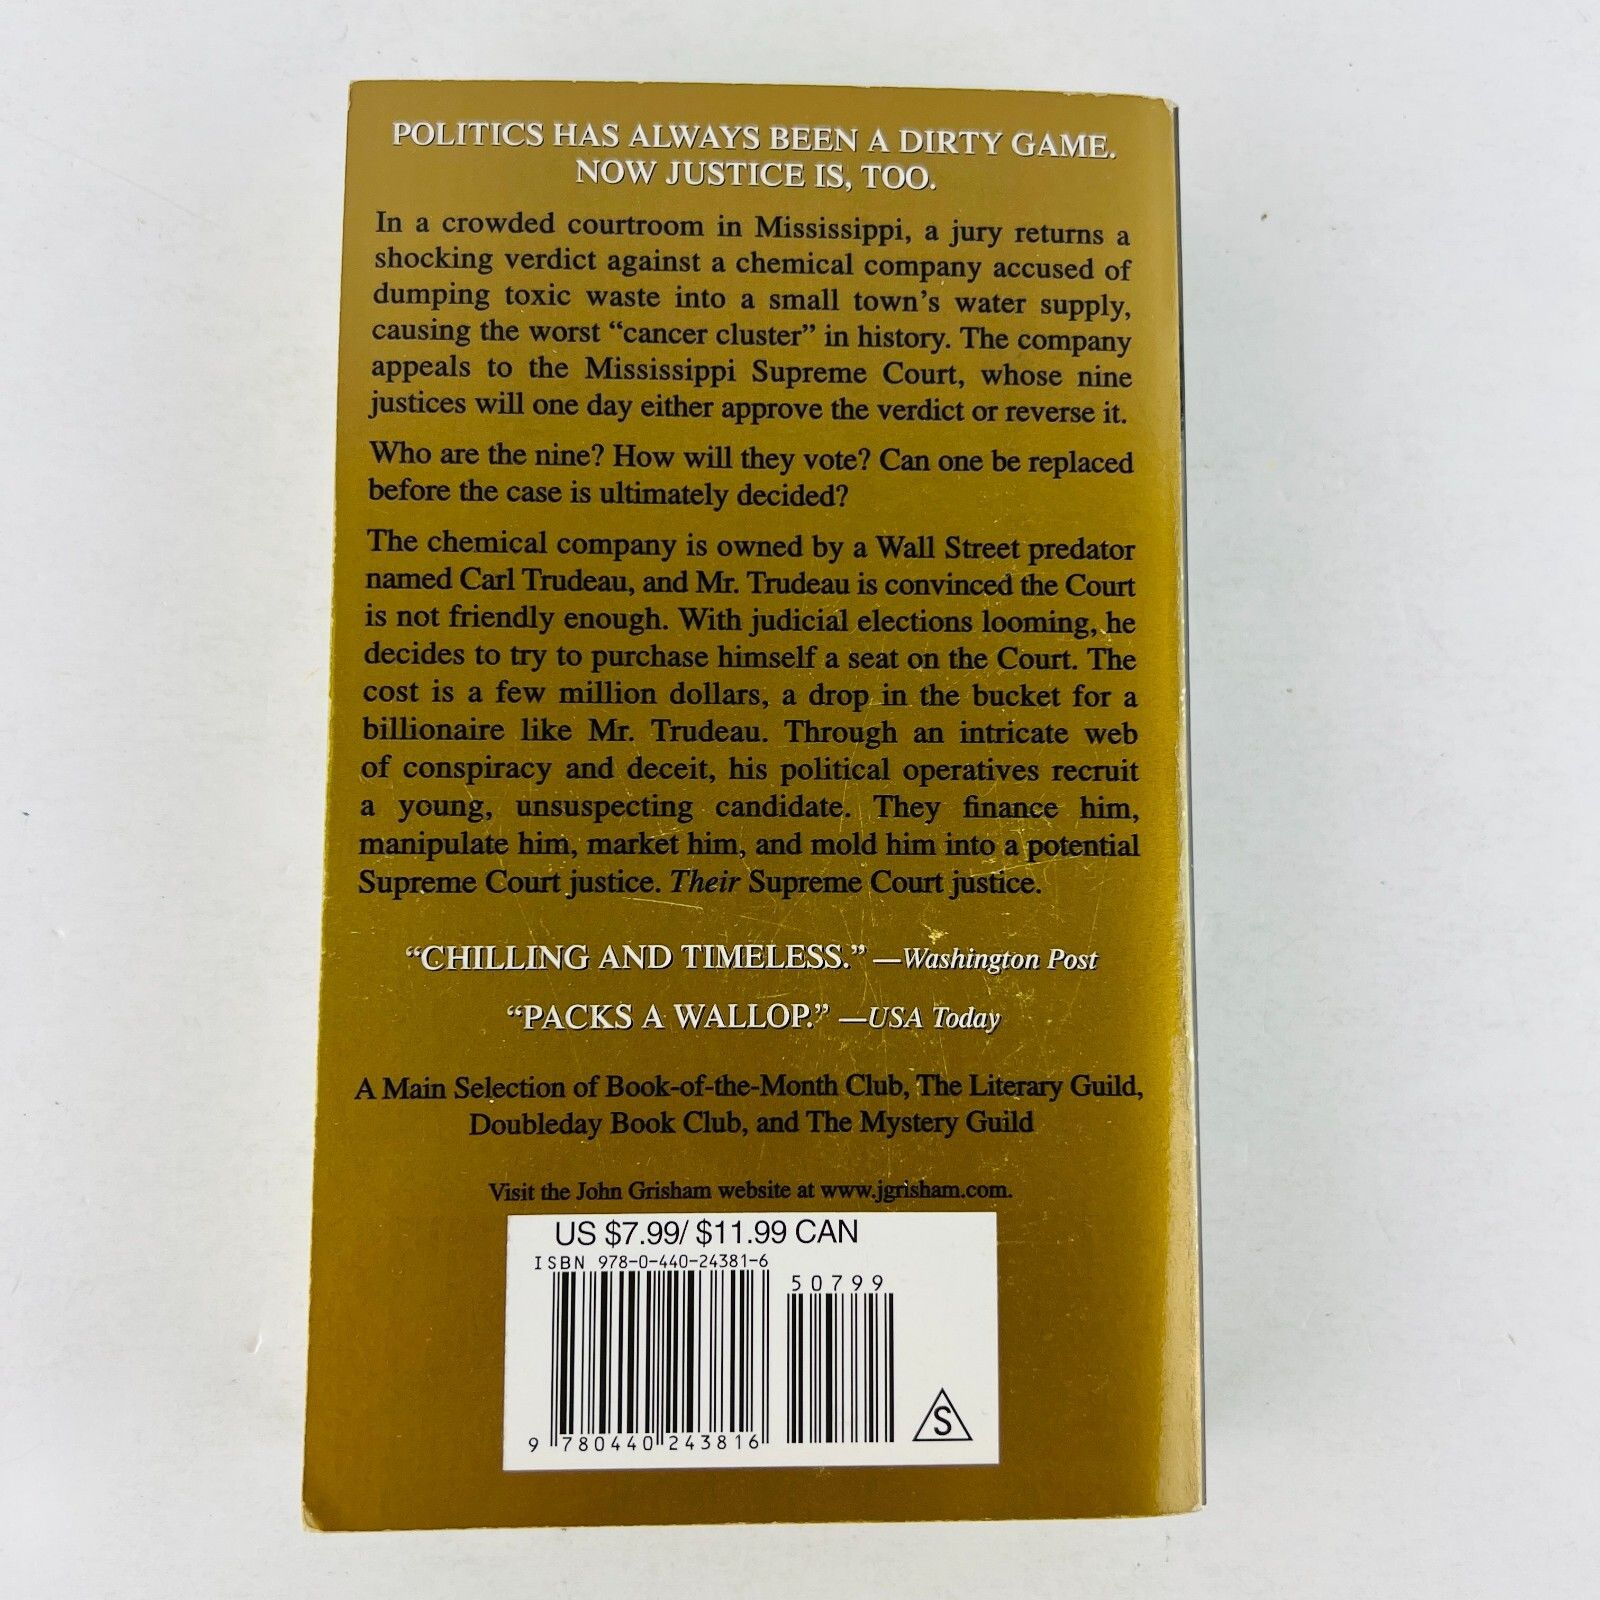 POLITICS HAS ALWAYS BEEN A DIRTY GAME.
NOW JUSTICE IS, TOO.
In a crowded courtroom in Mississippi, a jury returns a
shocking verdict against a chemical company accused of
dumping toxic waste into a small town's water supply,
causing the worst “cancer cluster” in history. The company
appeals to the Mississippi Supreme Court, whose nine
justices will one day either approve the verdict or reverse it.
Who are the nine? How will they vote? Can one be replaced
before the case is ultimately decided?
The chemical company is owned by a Wall Street predator
named Carl Trudeau, and Mr. Trudeau is convinced the Court
is not friendly enough. With judicial elections looming, he
decides to try to purchase himself a seat on the Court. The
cost is a few million dollars, a drop in the bucket for a
billionaire like Mr. Trudeau. Through an intricate web
of conspiracy and deceit, his political operatives recruit
a young, unsuspecting candidate. They finance him,
manipulate him, market him, and mold him into a potential
Supreme Court justice. Their Supreme Court justice.
“CHILLING AND TIMELESS.” —Washington Post
“PACKS A WALLOP.” —USA Today
A Main Selection of Book-of-the-Month Club, The Literary Guild,
Doubleday Book Club, and The Mystery Guild
Visit the John Grisham website at www.jgrisham.com.
US $7.99/ $11.99 CAN
ISBN 978-0-440-24381-6
50799
S
9 780440 243816